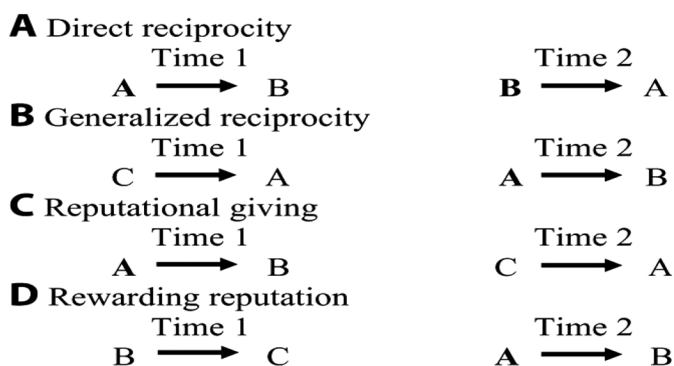 A Direct reciprocity
Time 1 Time 2
A B B A
B Generalized reciprocity
Time 1 Time 2
C A A B
C Reputational giving
Time 1 Time 2
A B C A
D Rewarding reputation
Time 1 Time 2
B C A B